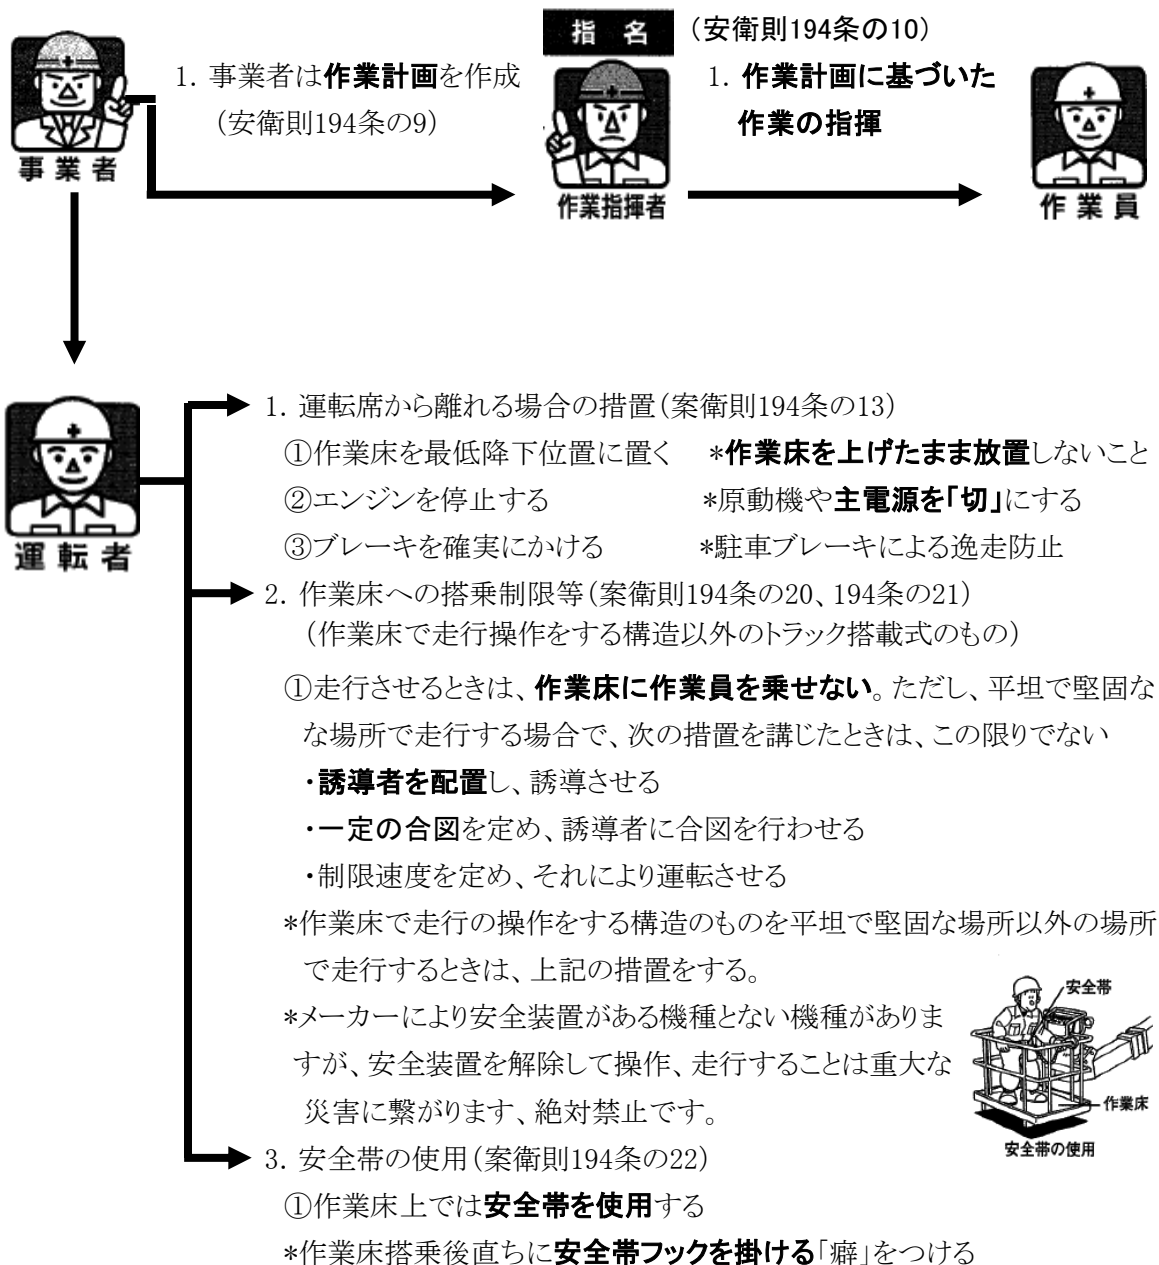 指 名
（安衛則194条の10）
1. 事業者は作業計画を作成
（安衛則194条の9）
1. 作業計画に基づいた
作業の指揮
事 業 者
作業指揮者
作 業 員
運 転 者
1. 運転席から離れる場合の措置（案衛則194条の13）
①作業床を最低降下位置に置く　*作業床を上げたまま放置しないこと
②エンジンを停止する　*原動機や主電源を「切」にする
③ブレーキを確実にかける　*駐車ブレーキによる逸走防止
2. 作業床への搭乗制限等（案衛則194条の20、194条の21）
（作業床で走行操作をする構造以外のトラック搭載式のもの）
①走行させるときは、作業床に作業員を乗せない。ただし、平坦で堅固な
な場所で走行する場合で、次の措置を講じたときは、この限りでない
・誘導者を配置し、誘導させる
・一定の合図を定め、誘導者に合図を行わせる
・制限速度を定め、それにより運転させる
*作業床で走行の操作をする構造のものを平坦で堅固な場所以外の場所
で走行するときは、上記の措置をする。
*メーカーにより安全装置がある機種とない機種がありま
すが、安全装置を解除して操作、走行することは重大な
災害に繋がります、絶対禁止です。
安全帯
作業床
安全帯の使用
3. 安全帯の使用（案衛則194条の22）
①作業床上では安全帯を使用する
*作業床搭乗後直ちに安全帯フックを掛ける「癖」をつける